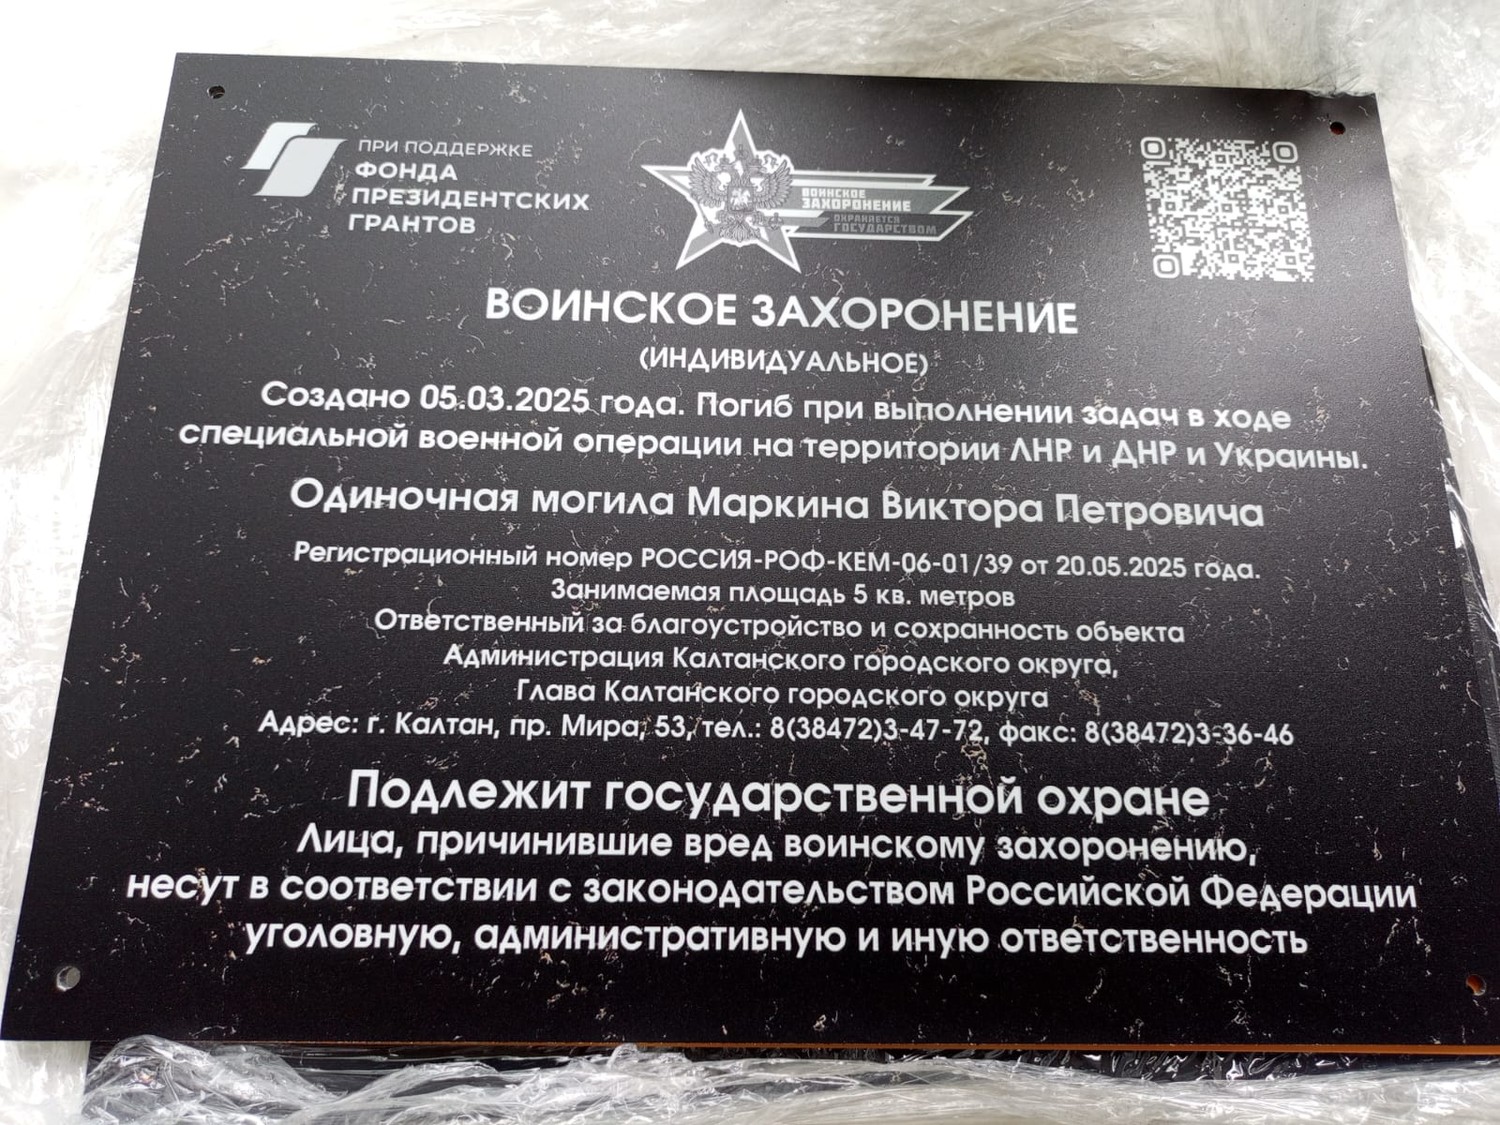 ПРИ ПОДДЕРЖКЕ
ФОНДА
ПРЕЗИДЕНТСКИХ
ГРАНТОВ
ВОИНСКОЕ
ЗАХОРОНЕНИЕ
ОХРАНЯЕТСЯ
ГОСУДАРСТВОМ
ВОИНСКОЕ ЗАХОРОНЕНИЕ
(ИНДИВИДУАЛЬНОЕ)
Создано 05.03.2025 года. Погиб при выполнении задач в ходе
специальной военной операции на территории ЛНР и ДНР и Украины.
Одиночная могила Маркина Виктора Петровича
Регистрационный номер РОССИЯ-РОФ-КЕМ-06-01/39 от 20.05.2025 года.
Занимаемая площадь 5 кв. метров
Ответственный за благоустройство и сохранность объекта
Администрация Калтанского городского округа,
Глава Калтанского городского округа
Адрес: г. Калтан, пр. Мира, 53, тел.: 8(38472)3-47-72, факс: 8(38472)3-36-46
Подлежит государственной охране
Лица, причинившие вред воинскому захоронению,
несут в соответствии с законодательством Российской Федерации
уголовную, административную и иную ответственность